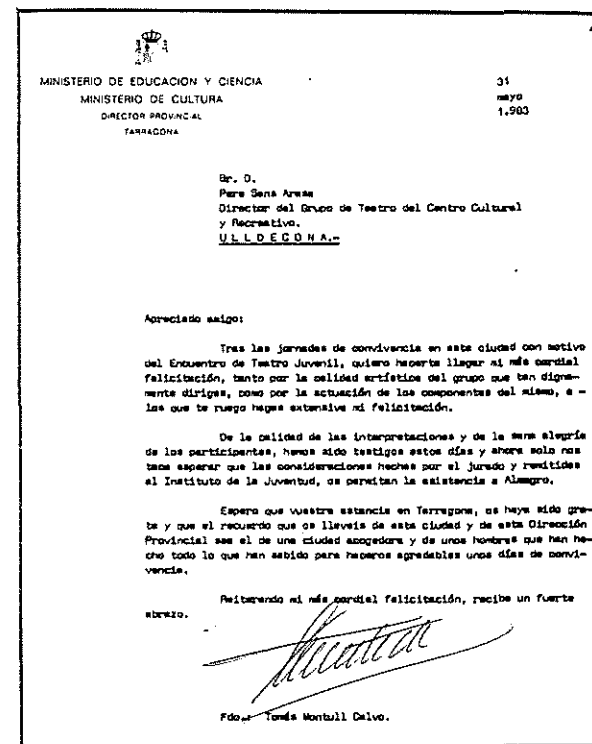 MINISTERIO DE EDUCACION Y CIENCIA
MINISTERIO DE CULTURA
DIRECTOR PROVINCIAL
TARRAGONA
31
mayo
1.983
Sr. D.
Pere Sans Arasa
Director del Grupo de Teatro del Centro Cultural
y Recreativo.
U L L D E C O N A.-
Apreciado amigo:
Tras las jornadas de convivencia en esta ciudad con motivo
del Encuentro de Teatro Juvenil, quiero hacerte llegar mi más cordial
felicitación, tanto por la calidad artística del grupo que tan digna-
mente diriges, como por la actuación de los componentes del mismo, a -
los que te ruego hagas extensiva mi felicitación.
De la calidad de las interpretaciones y de la sana alegría
de los participantes, hemos sido testigos estos días y ahora solo nos
toca esperar que las consideraciones hechas por el jurado y remitidas
al Instituto de la Juventud, os permitan la asistencia a Almagro.
Espero que vuestra estancia en Tarragona, os haya sido gra-
ta y que el recuerdo que os lleveis de esta ciudad y de esta Dirección
Provincial sea el de una ciudad acogedora y de unos hombres que han he-
cho todo lo que han sabido para haceros agradables unos días de convi-
vencia.
Reiterando mi más cordial felicitación, recibe un fuerte
abrazo.
Fdo.: Tomás Montull Calvo.